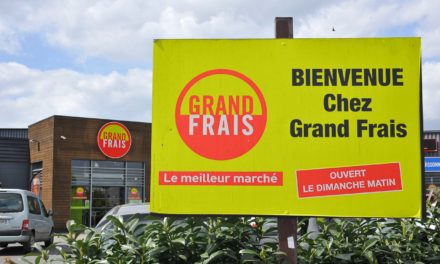 GRAND
FRAIS
Le meilleur marché
BIENVENUE
Chez
Grand Frais
OUVERT
LE DIMANCHE MATIN
GRAND
FRAIS